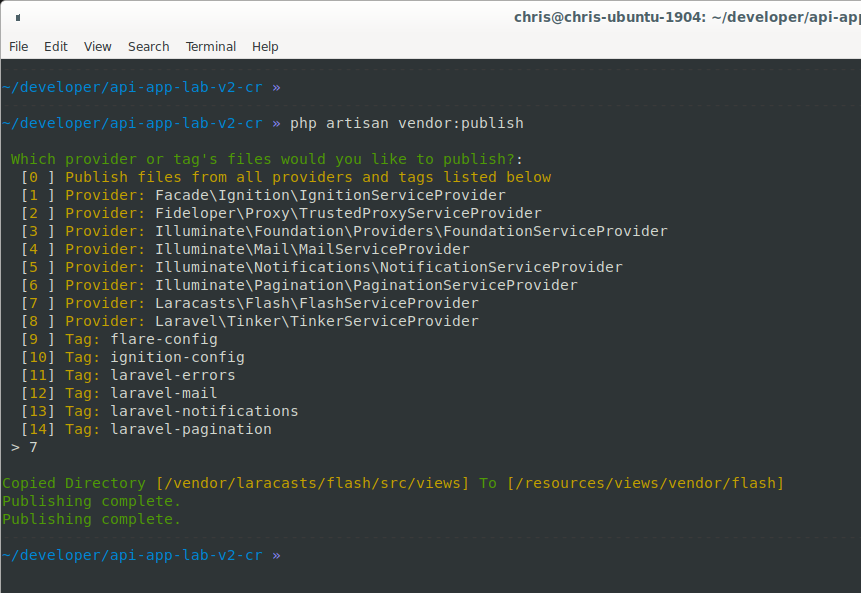 chris@chris-ubuntu-1904: ~/developer/api-app
File Edit View Search Terminal Help
~/developer/api-app-lab-v2-cr »
~/developer/api-app-lab-v2-cr » php artisan vendor:publish
Which provider or tag's files would you like to publish?:
[0 ] Publish files from all providers and tags listed below
[1 ] Provider: Facade\Ignition\IgnitionServiceProvider
[2 ] Provider: Fideloper\Proxy\TrustedProxyServiceProvider
[3 ] Provider: Illuminate\Foundation\Providers\FoundationServiceProvider
[4 ] Provider: Illuminate\Mail\MailServiceProvider
[5 ] Provider: Illuminate\Notifications\NotificationServiceProvider
[6 ] Provider: Illuminate\Pagination\PaginationServiceProvider
[7 ] Provider: Laracasts\Flash\FlashServiceProvider
[8 ] Provider: Laravel\Tinker\TinkerServiceProvider
[9 ] Tag: flare-config
[10] Tag: ignition-config
[11] Tag: laravel-errors
[12] Tag: laravel-mail
[13] Tag: laravel-notifications
[14] Tag: laravel-pagination
> 7
Copied Directory [/vendor/laracasts/flash/src/views] To [/resources/views/vendor/flash]
Publishing complete.
Publishing complete.
~/developer/api-app-lab-v2-cr »